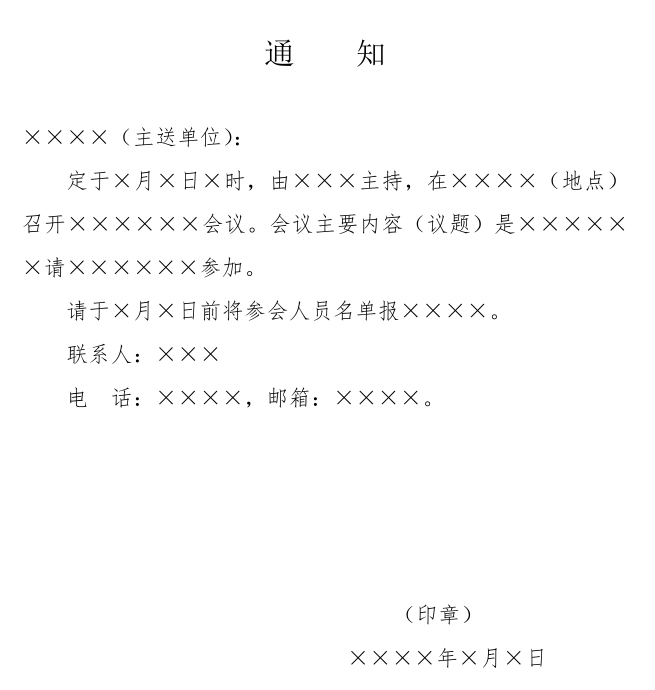 通　　知
××××（主送单位）：
定于×月×日×时，由×××主持，在××××（地点）
召开××××××会议。会议主要内容（议题）是×××××
×请××××××参加。
请于×月×日前将参会人员名单报××××。
联系人：×××
电　话：××××，邮箱：××××。
（印章）
××××年×月×日